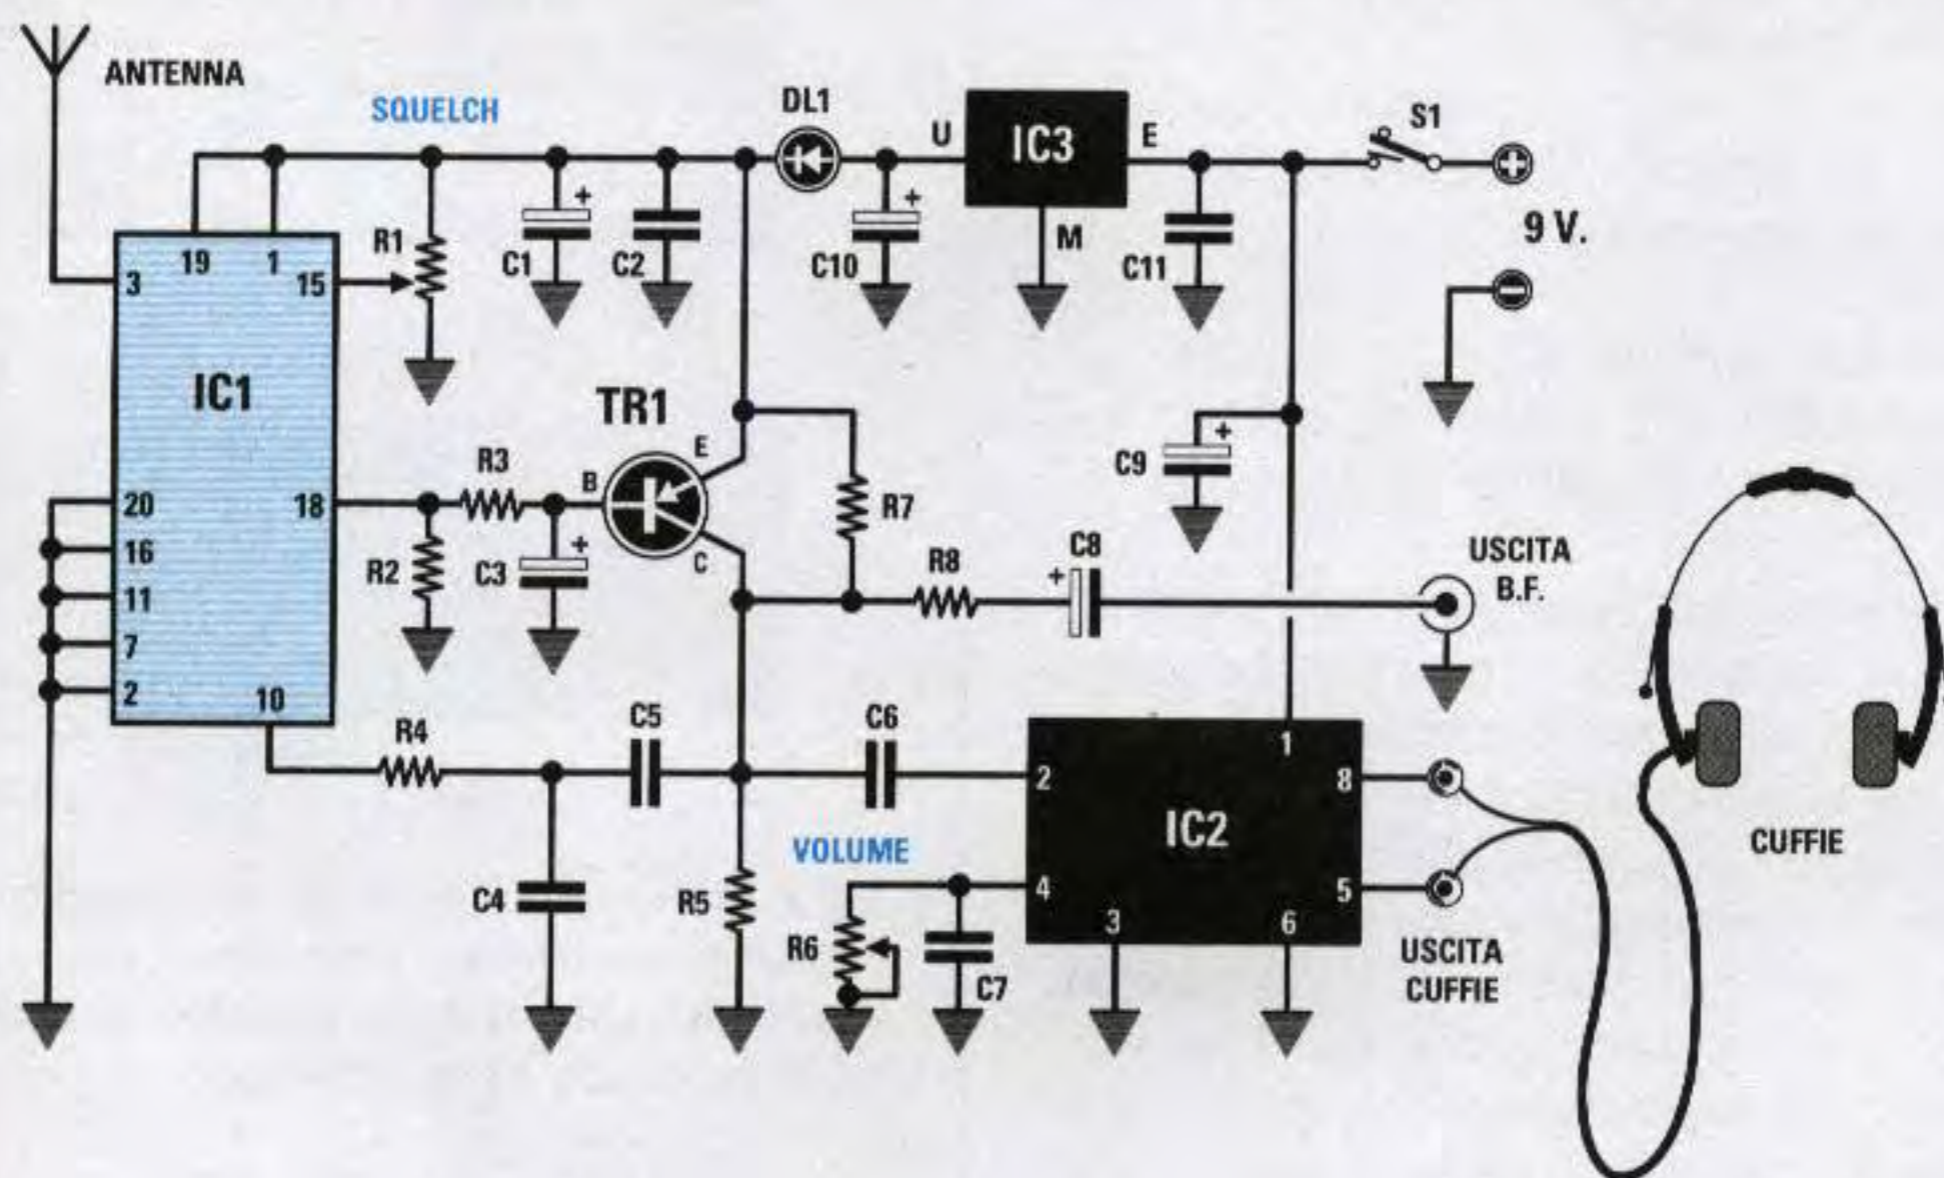 ANTENNA
SQUELCH
DL1
U
IC3
E
S1
+
9 V.
M
19
1
3
15
R1
C1
+
C2
C10
+
C11
IC1
TR1
E
B
C
R3
R7
C9
+
20
18
16
11
7
2
10
R2
C3
+
R8
C8
+
USCITA
B.F.
R4
C5
C6
2
1
8
IC2
4
5
3
6
C4
R5
VOLUME
R6
C7
USCITA
CUFFIE
CUFFIE